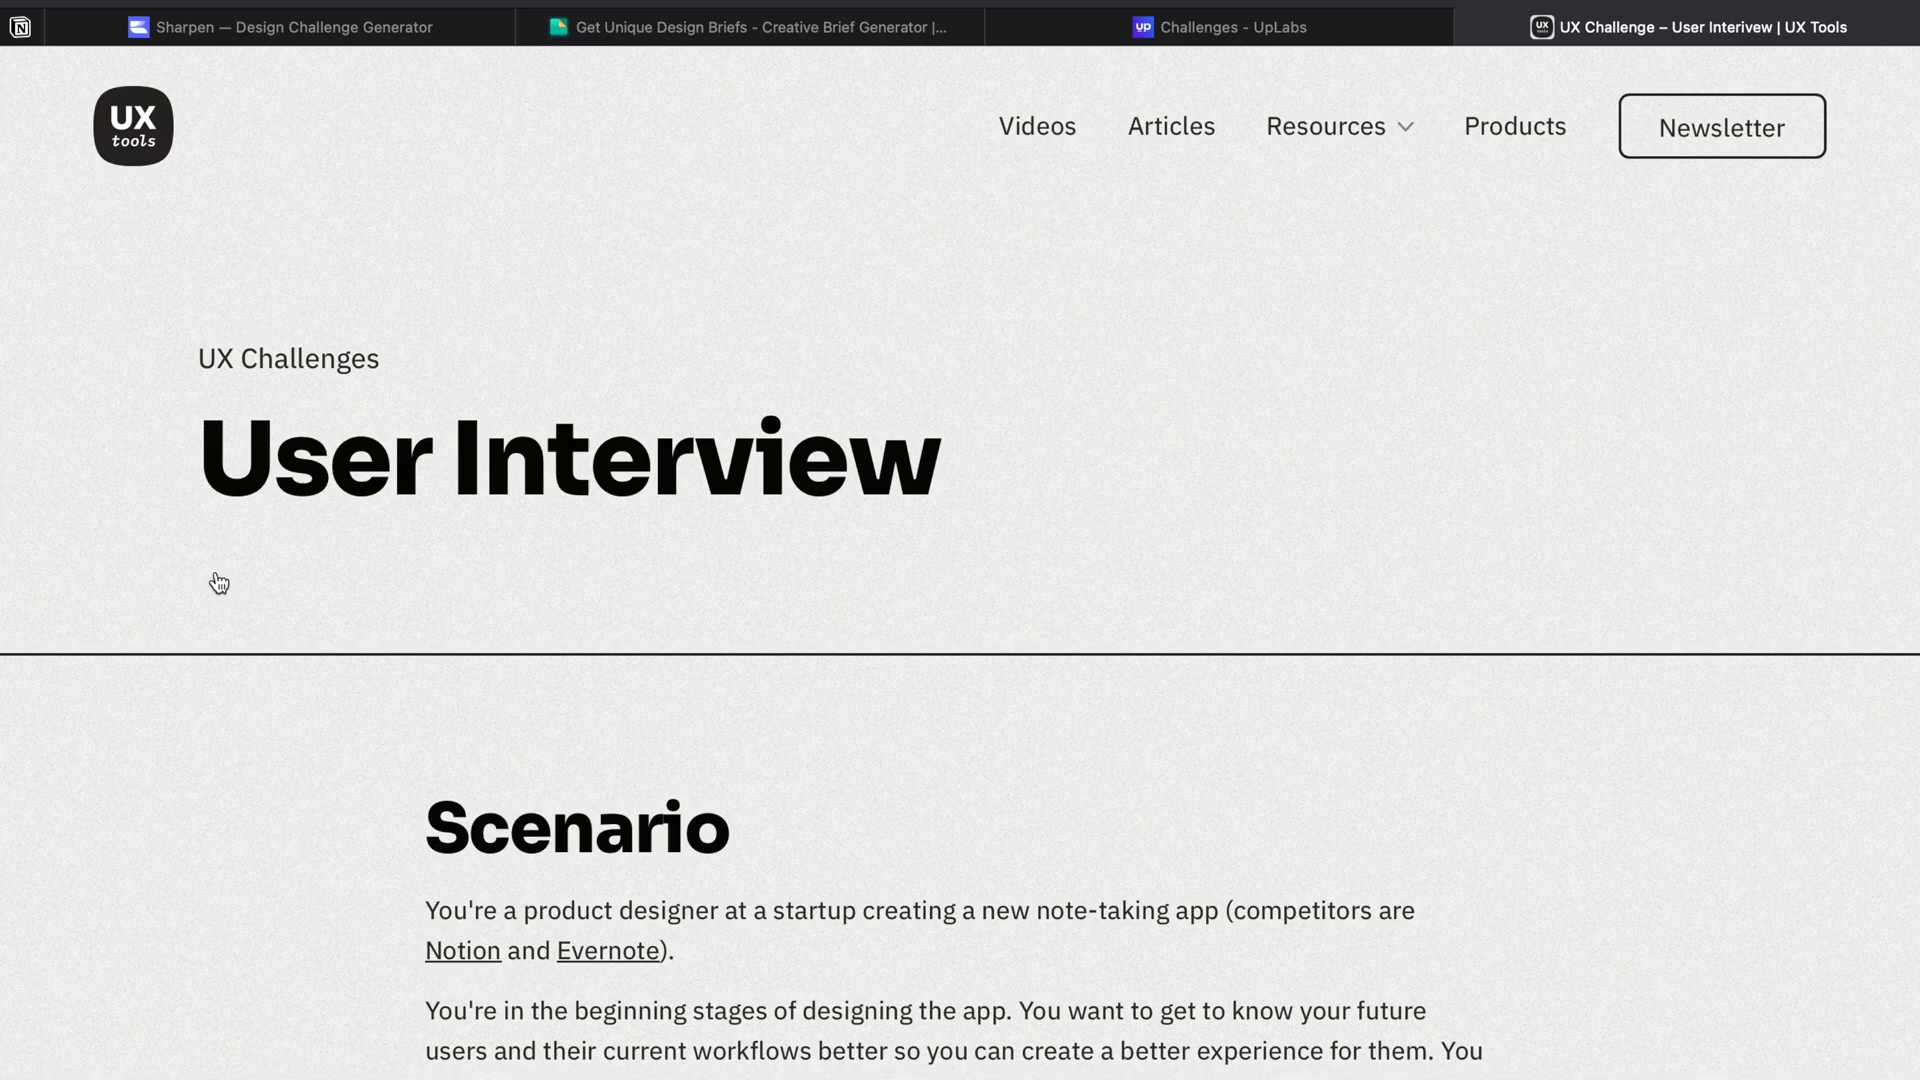 Sharpen — Design Challenge Generator
Get Unique Design Briefs - Creative Brief Generator |...
up Challenges - UpLabs
UX tools UX Challenge – User Interivew | UX Tools
UX
tools
Videos
Articles
Resources
Products
Newsletter
UX Challenges
User Interview
Scenario
You're a product designer at a startup creating a new note-taking app (competitors are
Notion and Evernote).
You're in the beginning stages of designing the app. You want to get to know your future
users and their current workflows better so you can create a better experience for them. You